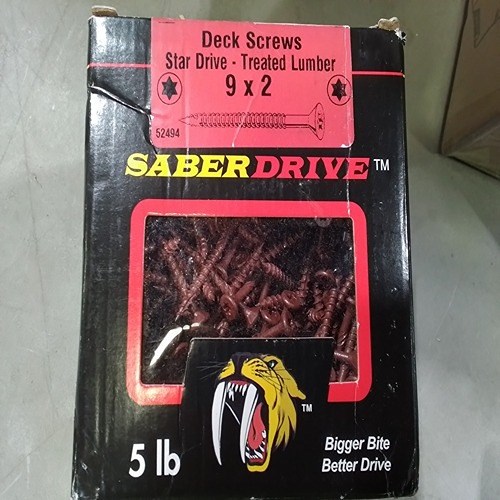 Deck Screws
Star Drive - Treated Lumber
9 x 2
52494
SABERDRIVE™
™
5 lb
Bigger Bite
Better Drive